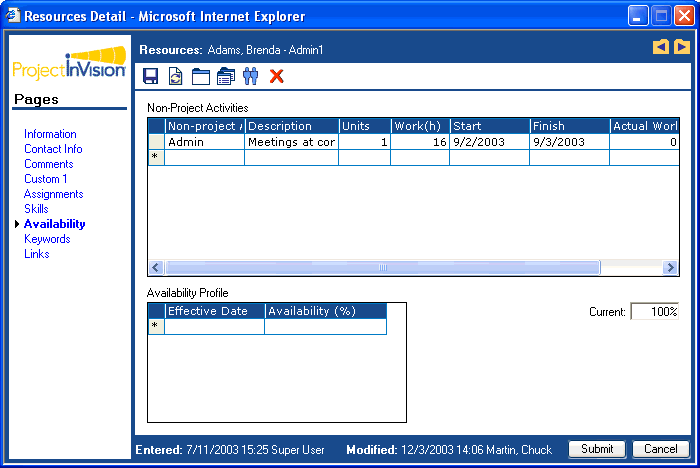 Resources Detail - Microsoft Internet Explorer
ProjectinVision
Resources: Adams, Brenda - Admin1
Pages
Information
Contact Info
Comments
Custom 1
Assignments
Skills
Availability
Keywords
Links
Non-Project Activities
Non-project A Description Units Work(h) Start Finish Actual Worl
Admin Meetings at cor 1 16 9/2/2003 9/3/2003 0
*
Availability Profile
Effective Date Availability (%)
*
Current: 100%
Entered: 7/11/2003 15:25 Super User Modified: 12/3/2003 14:06 Martin, Chuck Submit Cancel